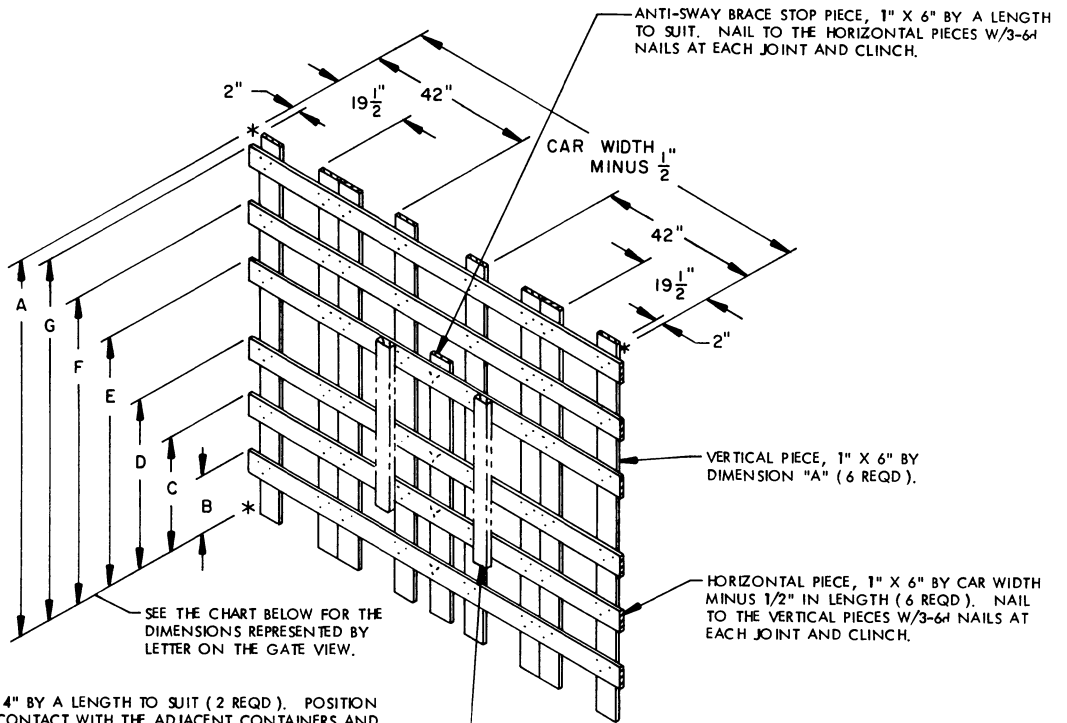 ANTI-SWAY BRACE STOP PIECE, 1" X 6" BY A LENGTH
TO SUIT. NAIL TO THE HORIZONTAL PIECES W/3-6d
NAILS AT EACH JOINT AND CLINCH.
2"
19 1/2"
42"
CAR WIDTH
MINUS 1/2"
*
42"
19 1/2"
2"
*
A
G
F
E
D
C
B
*
VERTICAL PIECE, 1" X 6" BY
DIMENSION "A" (6 REQD).
HORIZONTAL PIECE, 1" X 6" BY CAR WIDTH
MINUS 1/2" IN LENGTH (6 REQD). NAIL
TO THE VERTICAL PIECES W/3-6d NAILS AT
EACH JOINT AND CLINCH.
SEE THE CHART BELOW FOR THE
DIMENSIONS REPRESENTED BY
LETTER ON THE GATE VIEW.
4" BY A LENGTH TO SUIT (2 REQD). POSITION
CONTACT WITH THE ADJACENT CONTAINERS AND